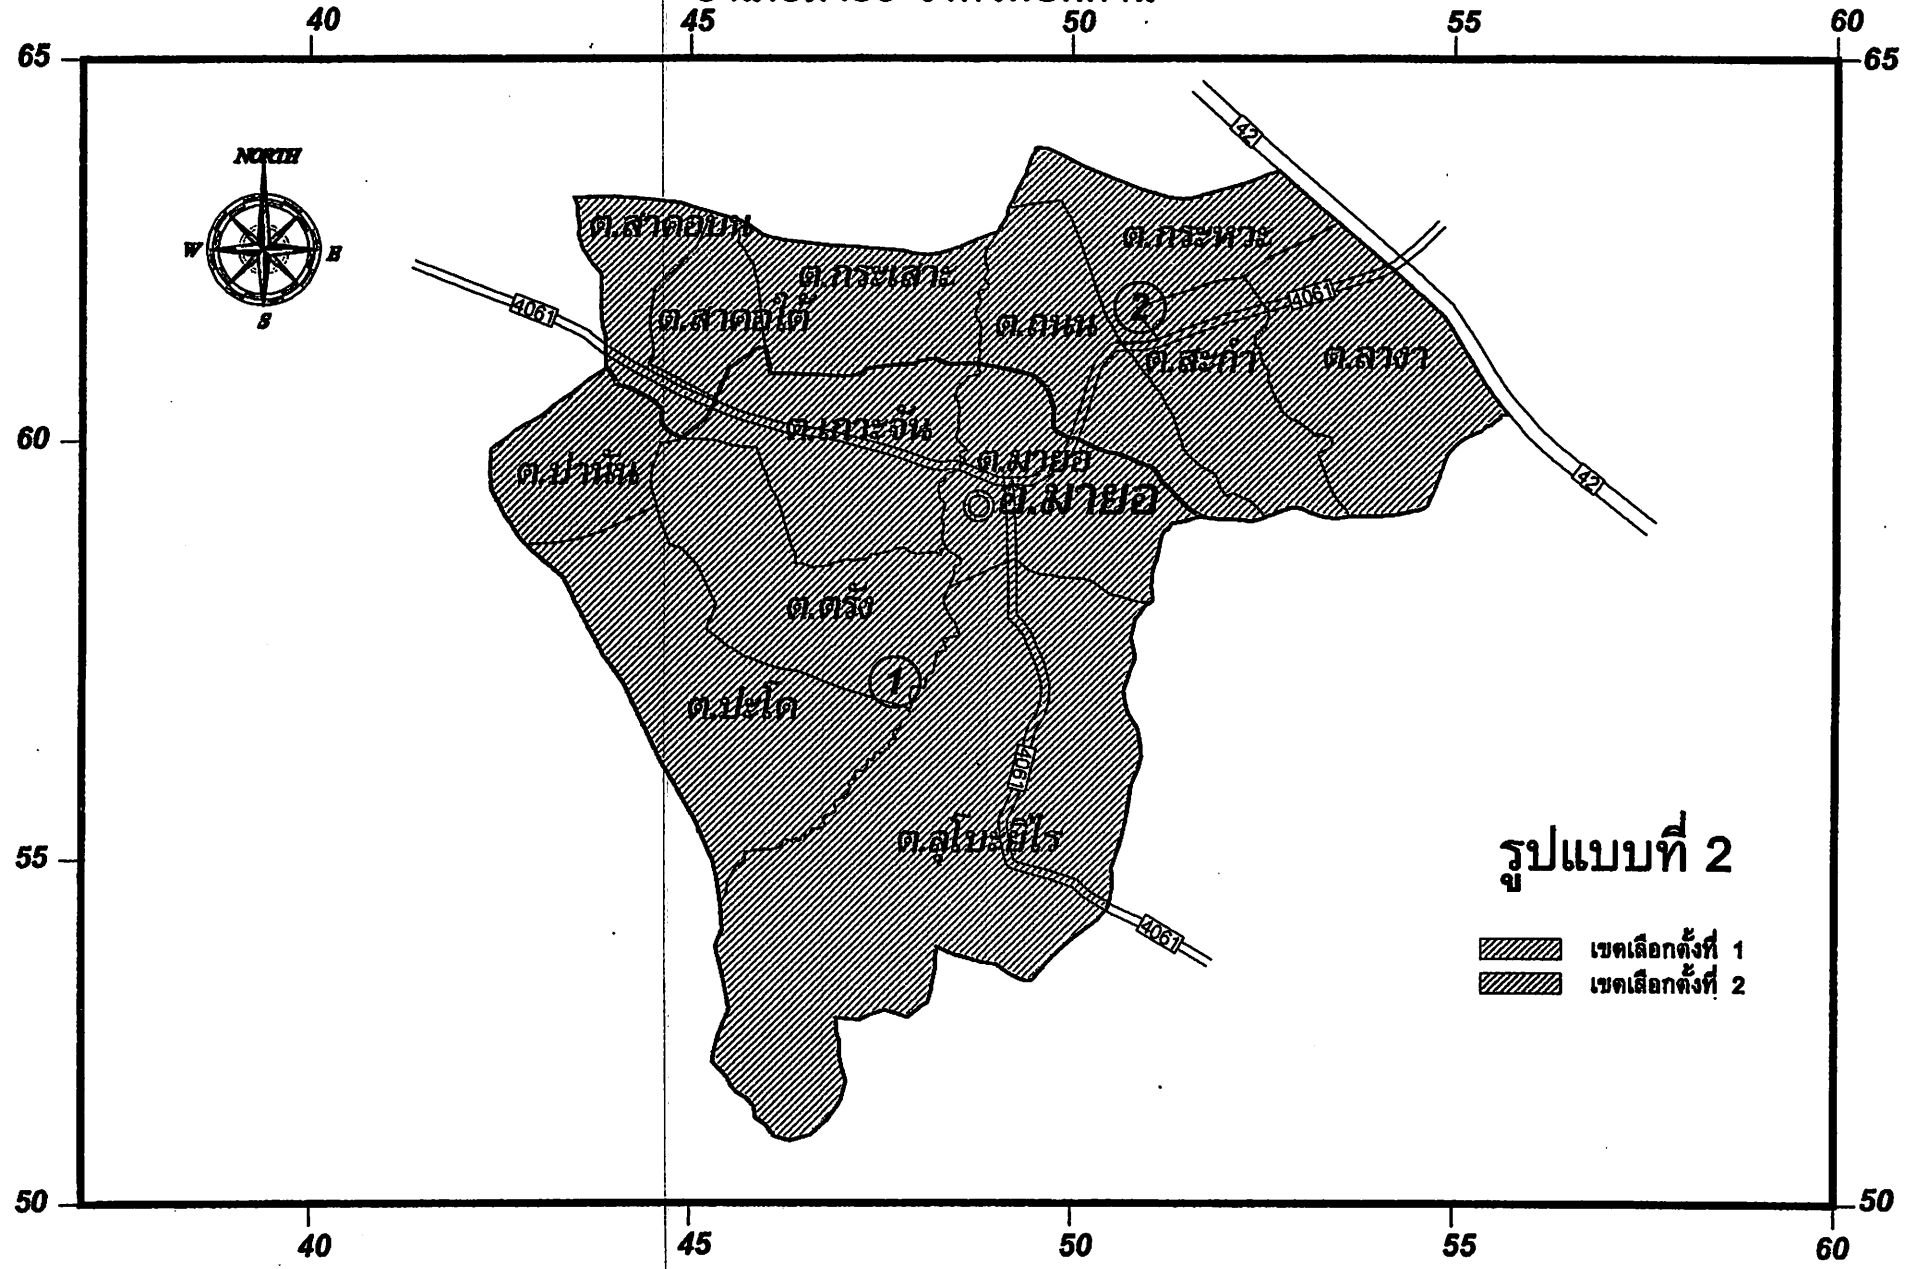 40 45 50 55 60
65 65
NORTH
W E
S
42
ต.สาคอบน
ต.กระหวะ
ต.กระเสาะ
4061
4061
2
ต.สาคอใต้
ต.ถนน
ต.สะกำ
ต.ลางา
60
ต.เกาะจัน
ต.ปานัน
ต.มายอ
อ.มายอ
42
ต.ตรัง
1
ต.ปะโด
4061
ต.ลุโบะยิไร
55
รูปแบบที่ 2
4061
เขตเลือกตั้งที่ 1
เขตเลือกตั้งที่ 2
50 50
40 45 50 55 60